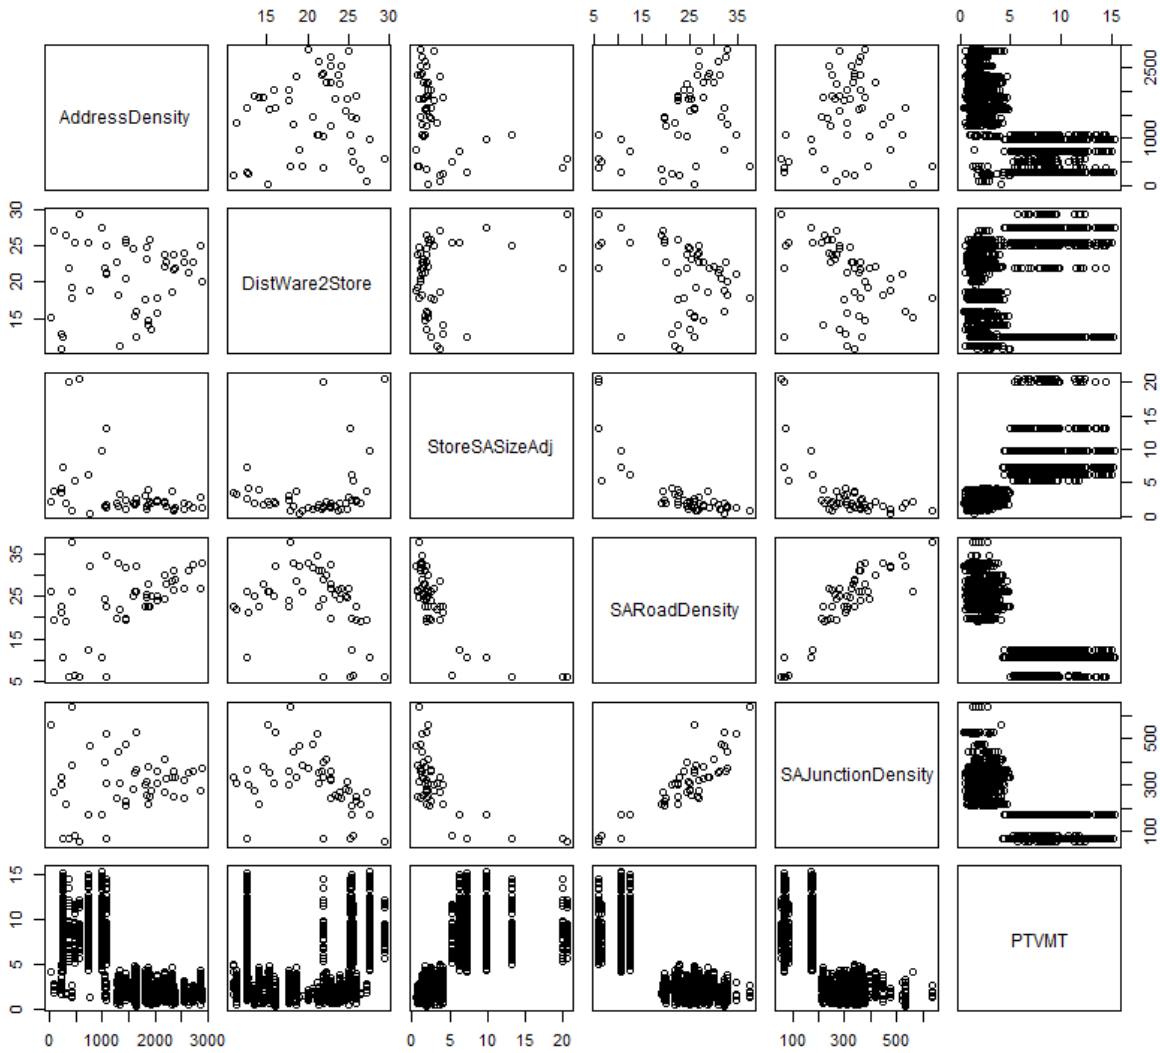 15 20 25 30 5 15 25 35 0 5 10 15
AddressDensity
0 1000 2500
15 20 25 30
DistWare2Store
StoreSASizeAdj
0 5 10 15 20
5 15 25 35
SARoadDensity
SAJunctionDensity
100 300 500
0 5 10 15
PTVMT
0 1000 2000 3000 0 5 10 15 20 100 300 500